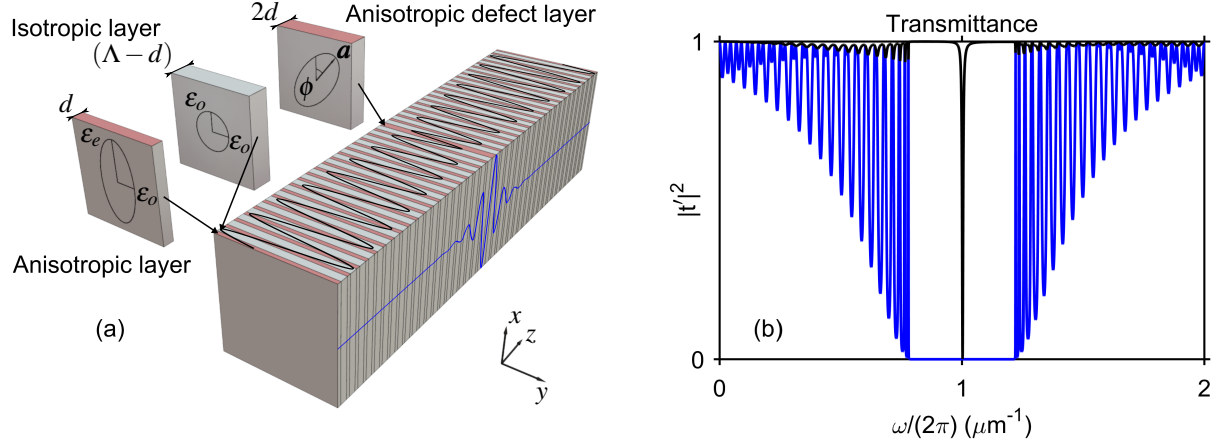 Isotropic layer
(Λ − d)
2d
Anisotropic defect layer
a
ϕ
d
ε_o
ε_o
ε_e
ε_o
Anisotropic layer
(a)
x
z
y
Transmittance
1
|t′|²
(b)
0
0
1
2
ω/(2π) (μm⁻¹)